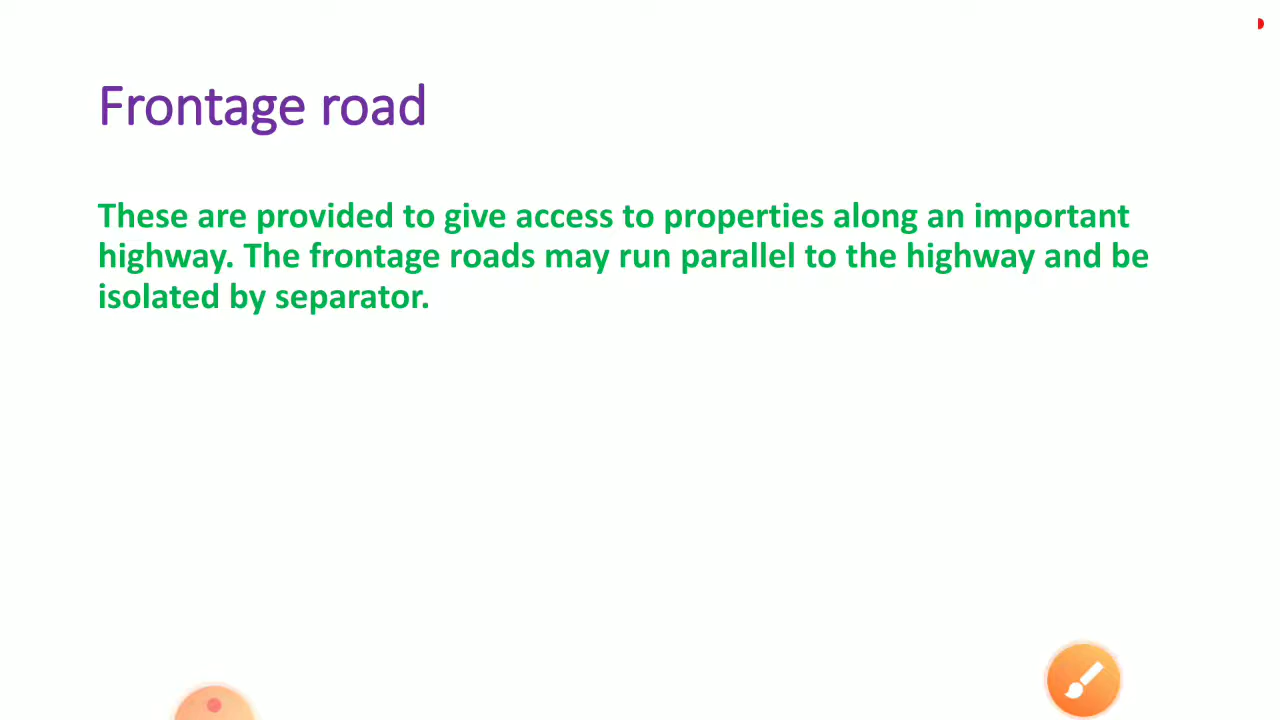 Frontage road
These are provided to give access to properties along an important
highway. The frontage roads may run parallel to the highway and be
isolated by separator.